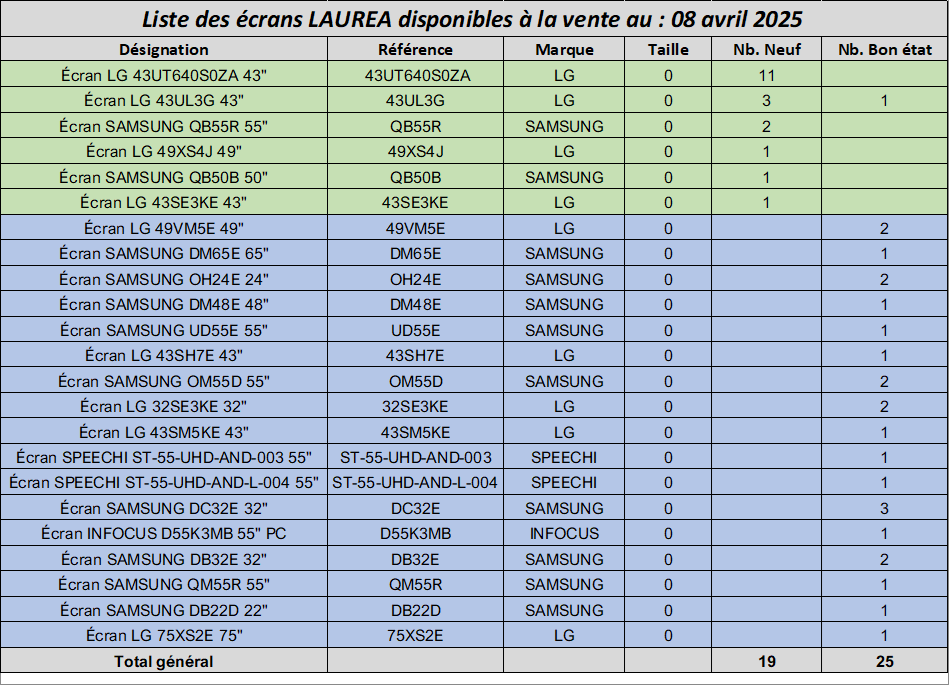 Liste des écrans LAUREA disponibles à la vente au : 08 avril 2025
Désignation Référence Marque Taille Nb. Neuf Nb. Bon état
Écran LG 43UT640S0ZA 43" 43UT640S0ZA LG 0 11
Écran LG 43UL3G 43" 43UL3G LG 0 3 1
Écran SAMSUNG QB55R 55" QB55R SAMSUNG 0 2
Écran LG 49XS4J 49" 49XS4J LG 0 1
Écran SAMSUNG QB50B 50" QB50B SAMSUNG 0 1
Écran LG 43SE3KE 43" 43SE3KE LG 0 1
Écran LG 49VM5E 49" 49VM5E LG 0 2
Écran SAMSUNG DM65E 65" DM65E SAMSUNG 0 1
Écran SAMSUNG OH24E 24" OH24E SAMSUNG 0 2
Écran SAMSUNG DM48E 48" DM48E SAMSUNG 0 1
Écran SAMSUNG UD55E 55" UD55E SAMSUNG 0 1
Écran LG 43SH7E 43" 43SH7E LG 0 1
Écran SAMSUNG OM55D 55" OM55D SAMSUNG 0 2
Écran LG 32SE3KE 32" 32SE3KE LG 0 2
Écran LG 43SM5KE 43" 43SM5KE LG 0 1
Écran SPEECHI ST-55-UHD-AND-003 55" ST-55-UHD-AND-003 SPEECHI 0 1
Écran SPEECHI ST-55-UHD-AND-L-004 55" ST-55-UHD-AND-L-004 SPEECHI 0 1
Écran SAMSUNG DC32E 32" DC32E SAMSUNG 0 3
Écran INFOCUS D55K3MB 55" PC D55K3MB INFOCUS 0 1
Écran SAMSUNG DB32E 32" DB32E SAMSUNG 0 2
Écran SAMSUNG QM55R 55" QM55R SAMSUNG 0 1
Écran SAMSUNG DB22D 22" DB22D SAMSUNG 0 1
Écran LG 75XS2E 75" 75XS2E LG 0 1
Total général 19 25